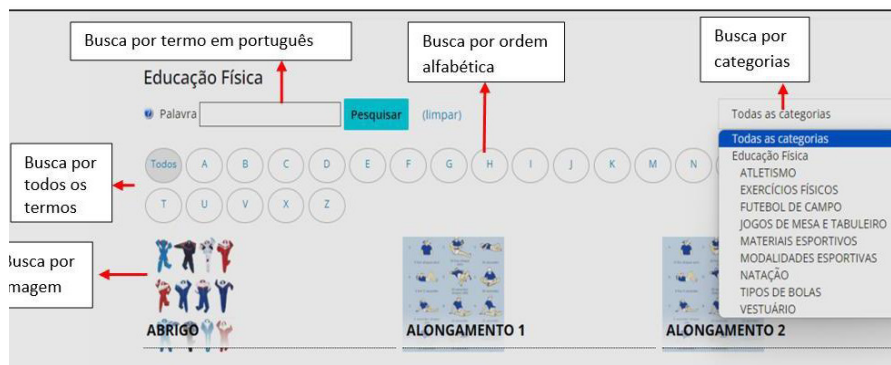 Busca por termo em português
Busca por ordem
alfabética
Busca por
categorias
Educação Física
Palavra
Pesquisar
(limpar)
Todas as categorias
Todas as categorias
Educação Física
ATLETISMO
EXERCÍCIOS FÍSICOS
FUTEBOL DE CAMPO
JOGOS DE MESA E TABULEIRO
MATERIAIS ESPORTIVOS
MODALIDADES ESPORTIVAS
NATAÇÃO
TIPOS DE BOLAS
VESTUÁRIO
Busca por
todos os
termos
Todos A B C D E F G H I J K M N
T U V X Z
Busca por
magem
ABRIGO
ALONGAMENTO 1
ALONGAMENTO 2